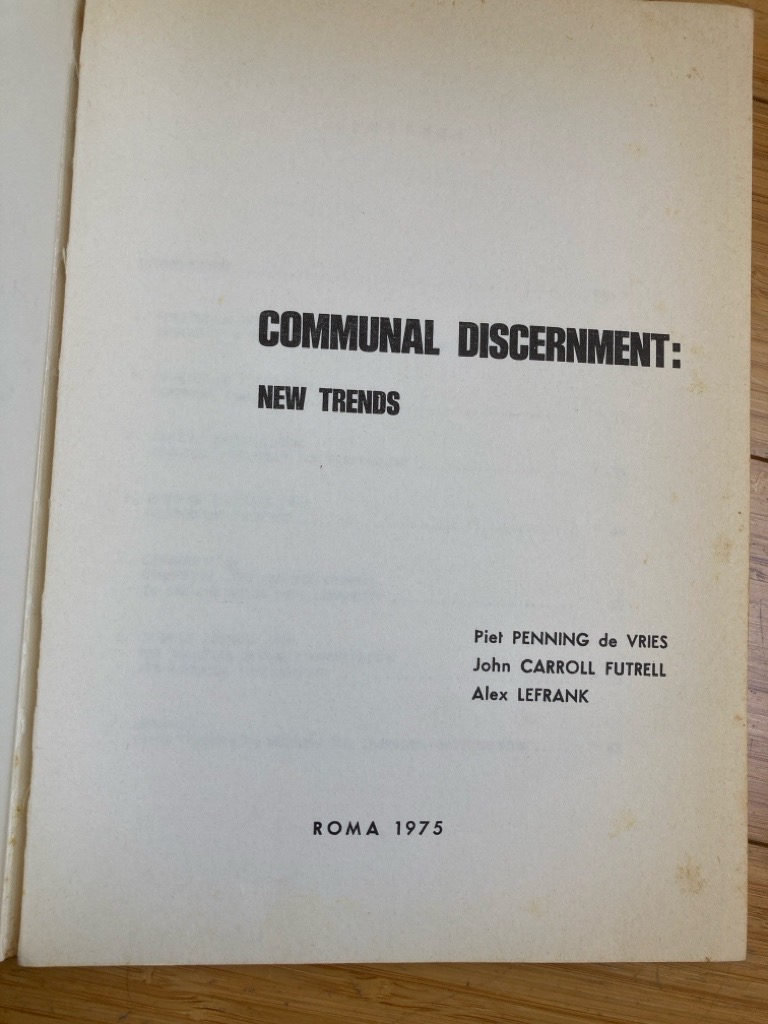 COMMUNAL DISCERNMENT:
NEW TRENDS
Piet PENNING de VRIES
John CARROLL FUTRELL
Alex LEFRANK
ROMA 1975